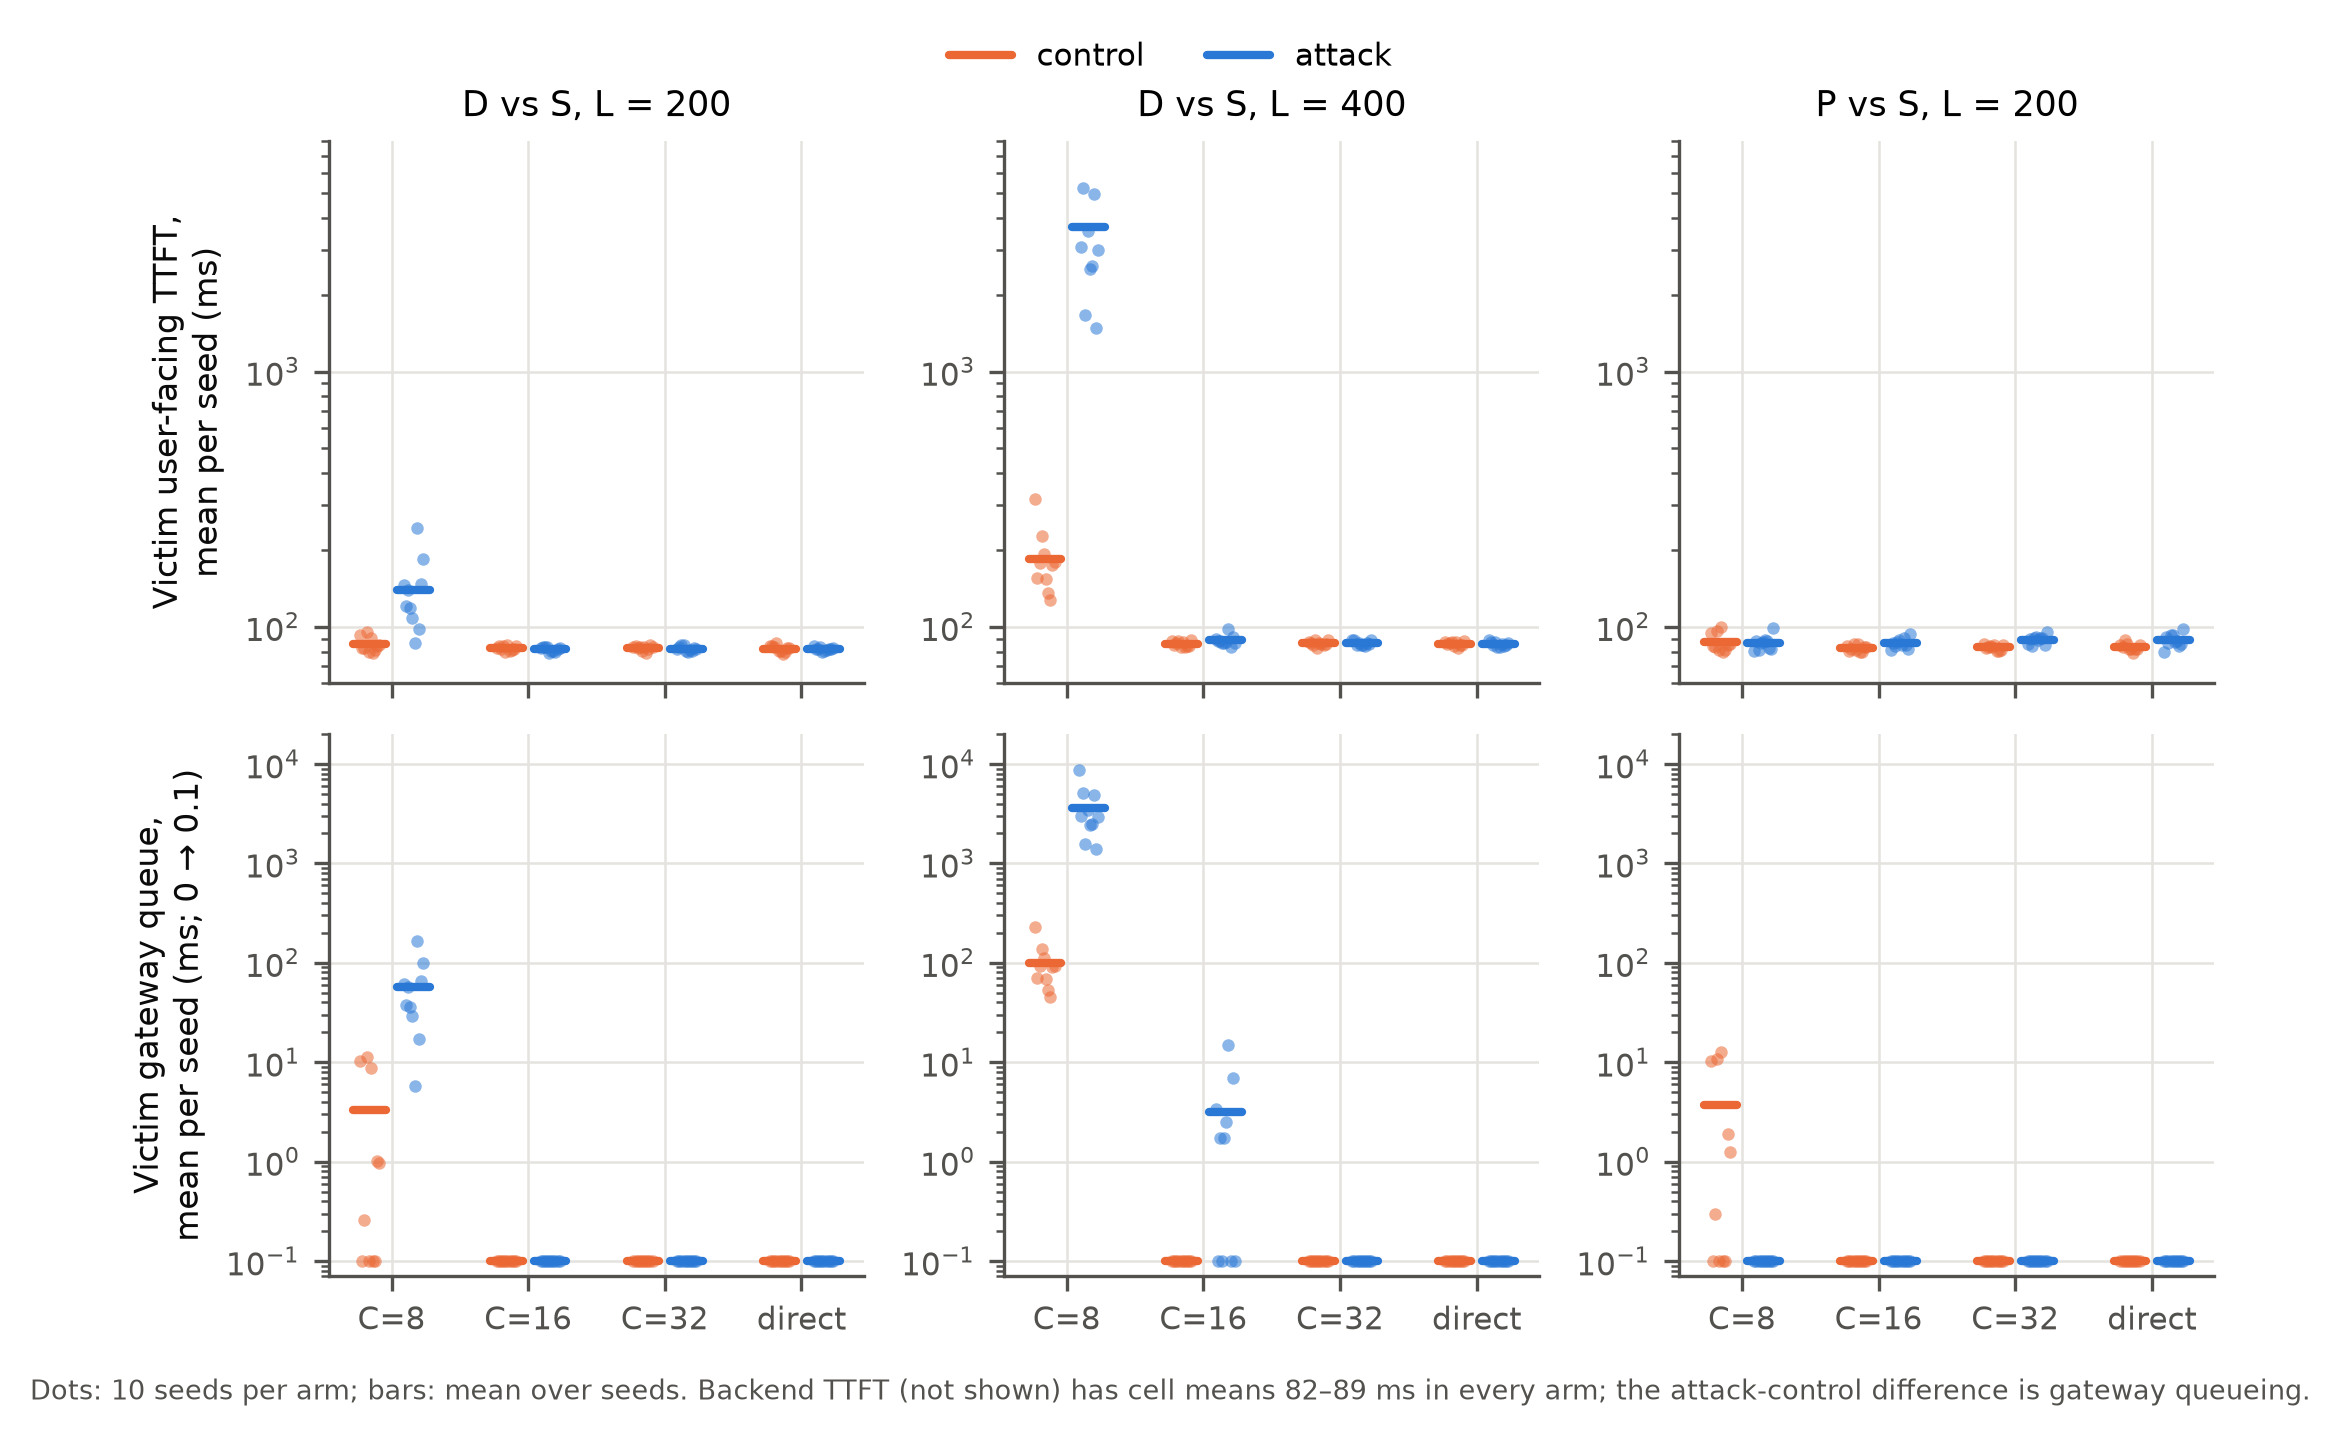 control attack
D vs S, L = 200
D vs S, L = 400
P vs S, L = 200
Victim user-facing TTFT,
mean per seed (ms)
10³
10²
10³
10²
10³
10²
Victim gateway queue,
mean per seed (ms; 0 → 0.1)
10⁴
10³
10²
10¹
10⁰
10⁻¹
10⁴
10³
10²
10¹
10⁰
10⁻¹
10⁴
10³
10²
10¹
10⁰
10⁻¹
C=8 C=16 C=32 direct
C=8 C=16 C=32 direct
C=8 C=16 C=32 direct
Dots: 10 seeds per arm; bars: mean over seeds. Backend TTFT (not shown) has cell means 82–89 ms in every arm; the attack-control difference is gateway queueing.